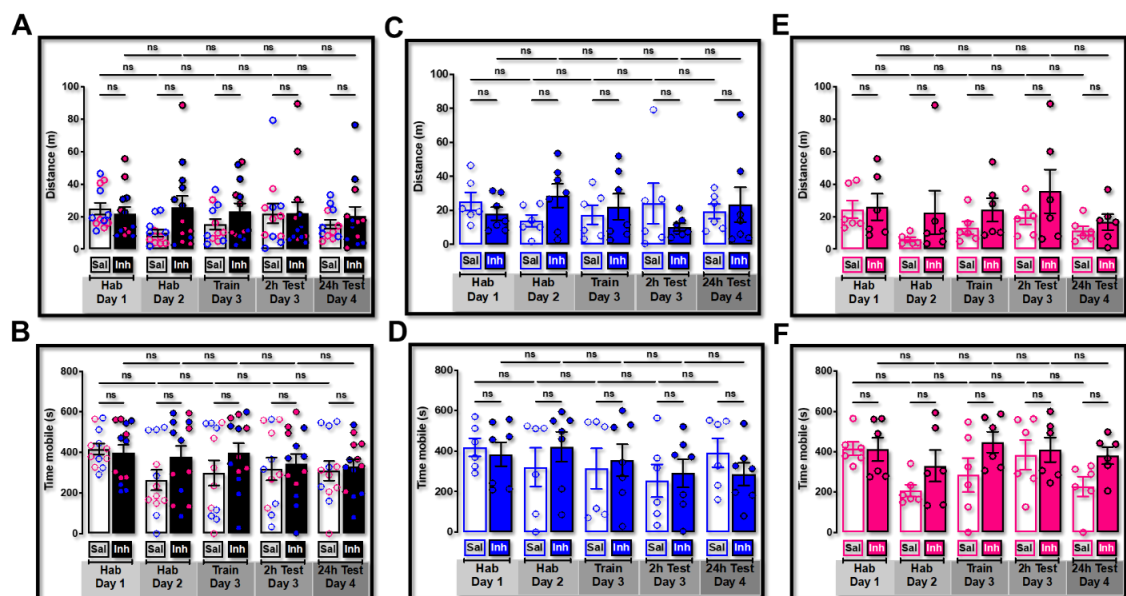 A
ns ns ns ns
ns ns ns ns
ns ns ns ns ns
100
80
60
40
20
0
Distance (m)
Sal Inh Sal Inh Sal Inh Sal Inh Sal Inh
Hab Hab Train 2h Test 24h Test
Day 1 Day 2 Day 3 Day 3 Day 4
C
ns ns ns ns
ns ns ns ns
ns ns ns ns ns
100
80
60
40
20
0
Distance (m)
Sal Inh Sal Inh Sal Inh Sal Inh Sal Inh
Hab Hab Train 2h Test 24h Test
Day 1 Day 2 Day 3 Day 3 Day 4
E
ns ns ns ns
ns ns ns ns
ns ns ns ns ns
100
80
60
40
20
0
Distance (m)
Sal Inh Sal Inh Sal Inh Sal Inh Sal Inh
Hab Hab Train 2h Test 24h Test
Day 1 Day 2 Day 3 Day 3 Day 4
B
ns ns ns ns
ns ns ns ns
ns ns ns ns ns
800
600
400
200
0
Time mobile (s)
Sal Inh Sal Inh Sal Inh Sal Inh Sal Inh
Hab Hab Train 2h Test 24h Test
Day 1 Day 2 Day 3 Day 3 Day 4
D
ns ns ns ns
ns ns ns ns
ns ns ns ns ns
800
600
400
200
0
Time mobile (s)
Sal Inh Sal Inh Sal Inh Sal Inh Sal Inh
Hab Hab Train 2h Test 24h Test
Day 1 Day 2 Day 3 Day 3 Day 4
F
ns ns ns ns
ns ns ns ns
ns ns ns ns ns
800
600
400
200
0
Time mobile (s)
Sal Inh Sal Inh Sal Inh Sal Inh Sal Inh
Hab Hab Train 2h Test 24h Test
Day 1 Day 2 Day 3 Day 3 Day 4